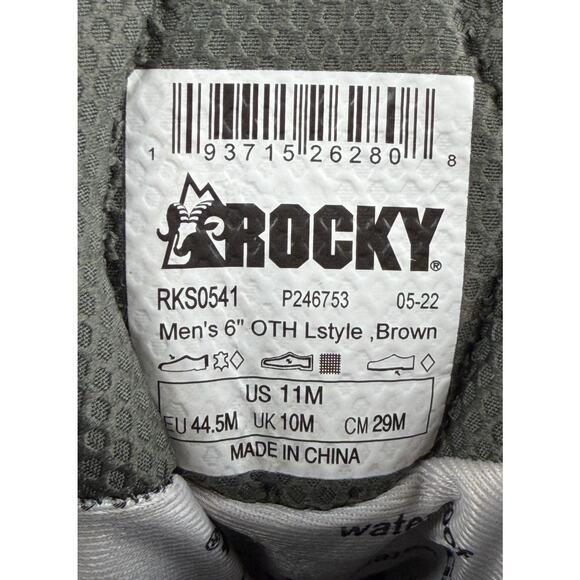 1 93715 26280 8
ROCKY®
RKS0541 P246753 05-22
Men's 6" OTH Lstyle ,Brown
US 11M
EU 44.5M UK 10M CM 29M
MADE IN CHINA